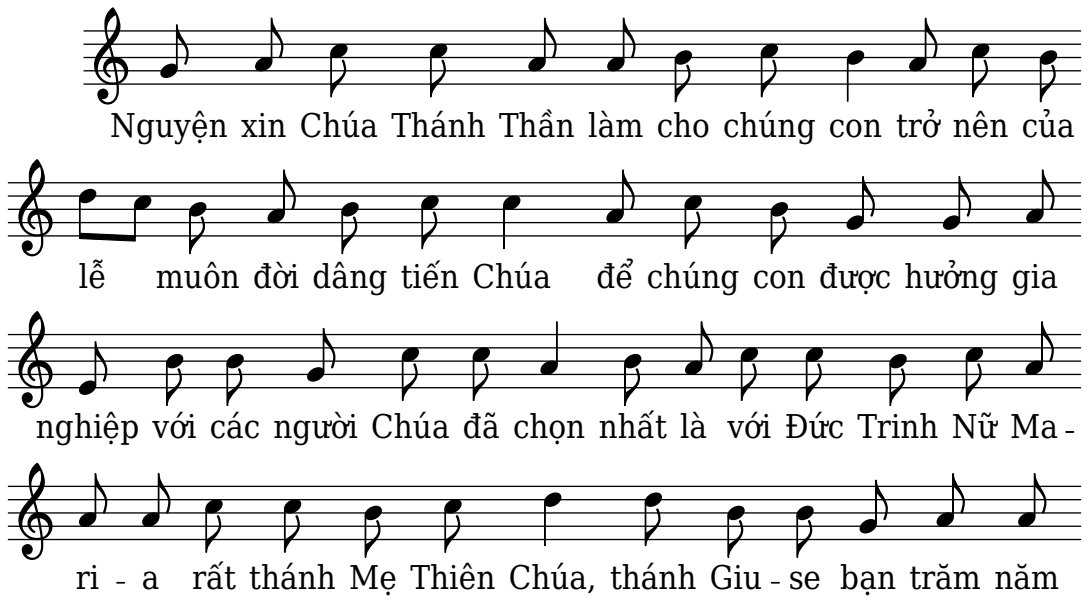 Nguyện xin Chúa Thánh Thần làm cho chúng con trở nên của
lễ muôn đời dâng tiến Chúa để chúng con được hưởng gia
nghiệp với các người Chúa đã chọn nhất là với Đức Trinh Nữ Ma-
ri - a rất thánh Mẹ Thiên Chúa, thánh Giu - se bạn trăm năm